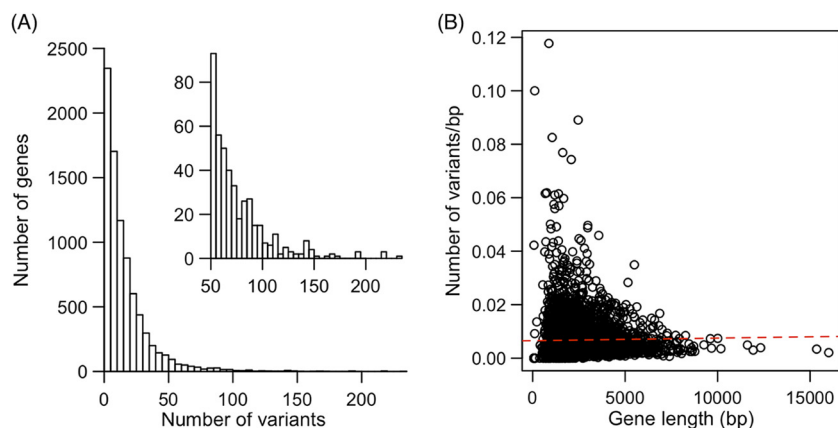 (A)
Number of genes
2500
2000
1500
1000
500
0
0 50 100 150 200
Number of variants
80
60
40
20
0
50 100 150 200
(B)
Number of variants/bp
0.12
0.10
0.08
0.06
0.04
0.02
0.00
0 5000 10000 15000
Gene length (bp)